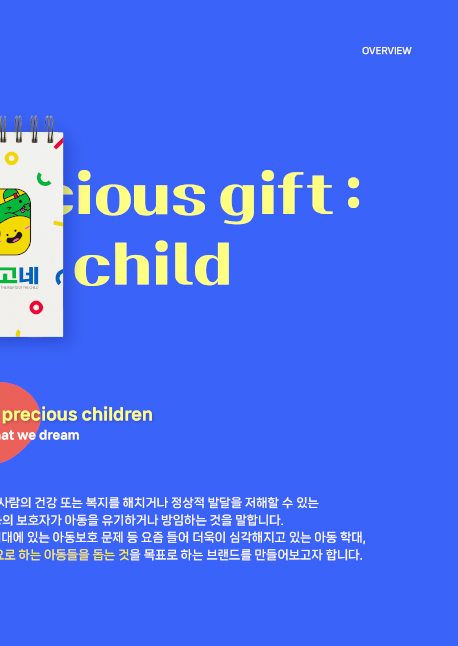 OVERVIEW
cious gift :
child
고네
precious children
at we dream
사람의 건강 또는 복지를 해치거나 정상적 발달을 저해할 수 있는
의 보호자가 아동을 유기하거나 방임하는 것을 말합니다.
대에 있는 아동보호 문제 등 요즘 들어 더욱이 심각해지고 있는 아동 학대,
요로 하는 아동들을 돕는 것을 목표로 하는 브랜드를 만들어보고자 합니다.